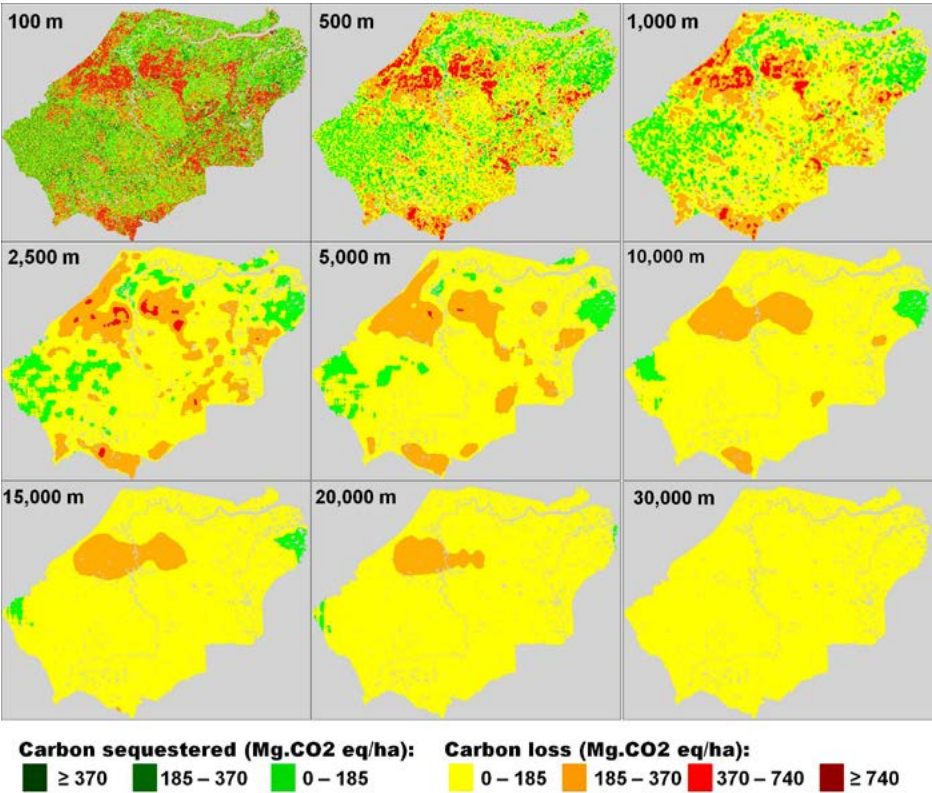 100 m
500 m
1,000 m
2,500 m
5,000 m
10,000 m
15,000 m
20,000 m
30,000 m
Carbon sequestered (Mg.CO2 eq/ha):
≥ 370
185 – 370
0 – 185
Carbon loss (Mg.CO2 eq/ha):
0 – 185
185 – 370
370 – 740
≥ 740